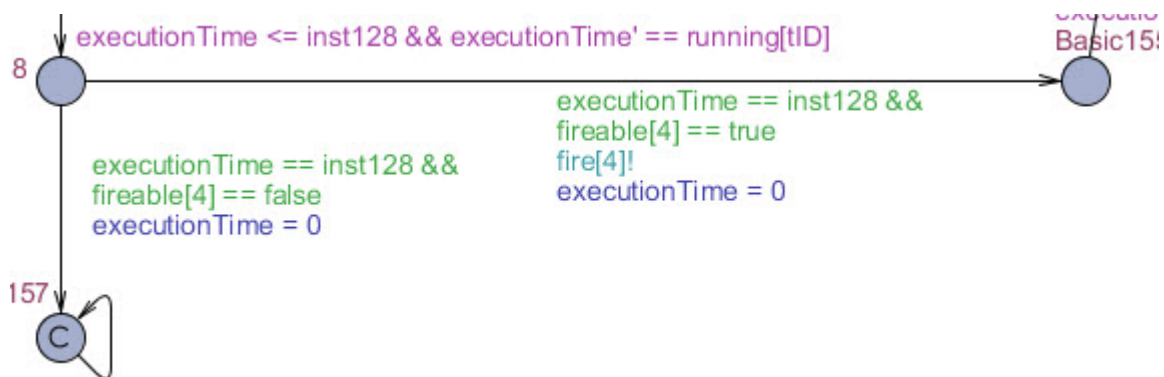 executionTime <= inst128 && executionTime' == running[tID]
Basic155
8
executionTime == inst128 &&
fireable[4] == true
fire[4]!
executionTime = 0
executionTime == inst128 &&
fireable[4] == false
executionTime = 0
157
C